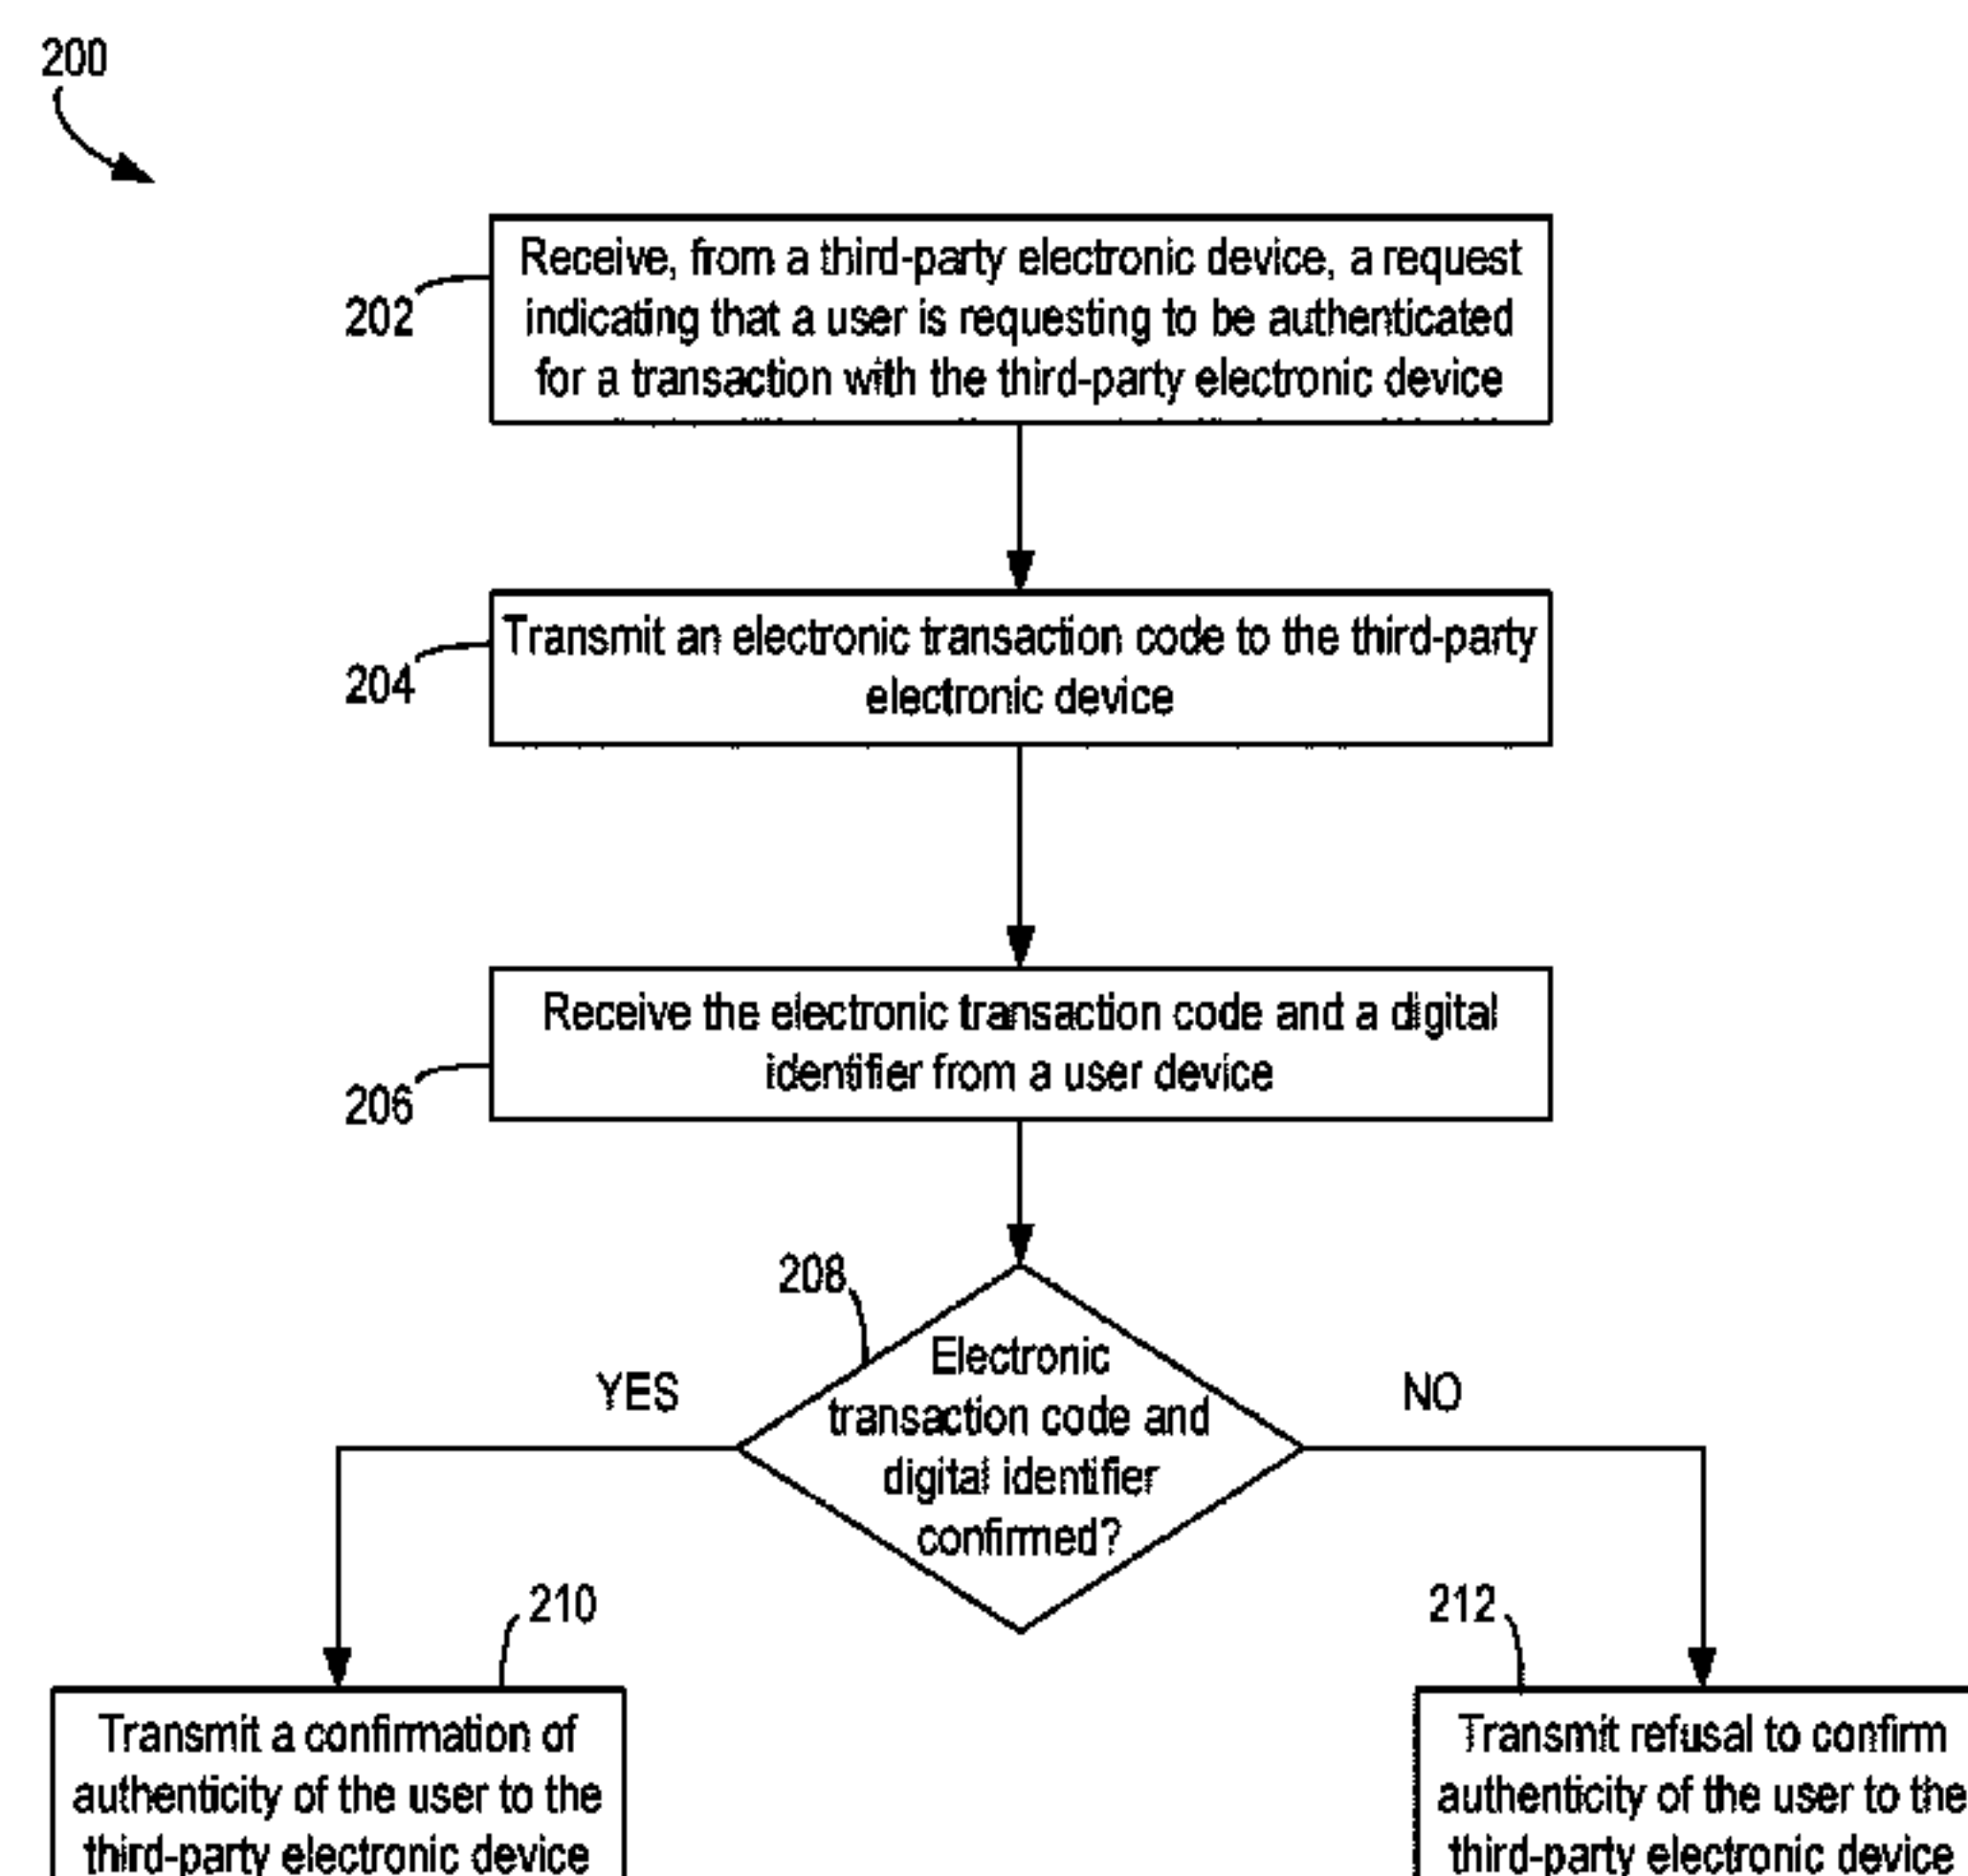 200
202
Receive, from a third-party electronic device, a request
indicating that a user is requesting to be authenticated
for a transaction with the third-party electronic device
204
Transmit an electronic transaction code to the third-party
electronic device
206
Receive the electronic transaction code and a digital
identifier from a user device
208
Electronic
transaction code and
digital identifier
confirmed?
YES
NO
210
Transmit a confirmation of
authenticity of the user to the
third-party electronic device
212
Transmit refusal to confirm
authenticity of the user to the
third-party electronic device